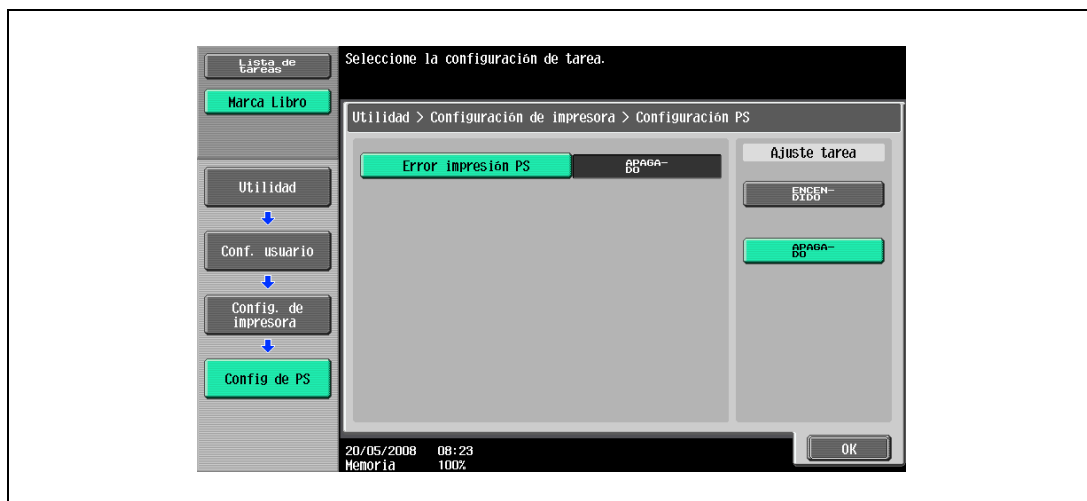 Lista de
tareas
Marca Libro
Utilidad
Conf. usuario
Config. de
impresora
Config de PS
Seleccione la configuración de tarea.
Utilidad > Configuración de impresora > Configuración PS
Error impresión PS
APAGA-
DO
Ajuste tarea
ENCEN-
DIDO
APAGA-
DO
20/05/2008 08:23
Memoria 100%
OK